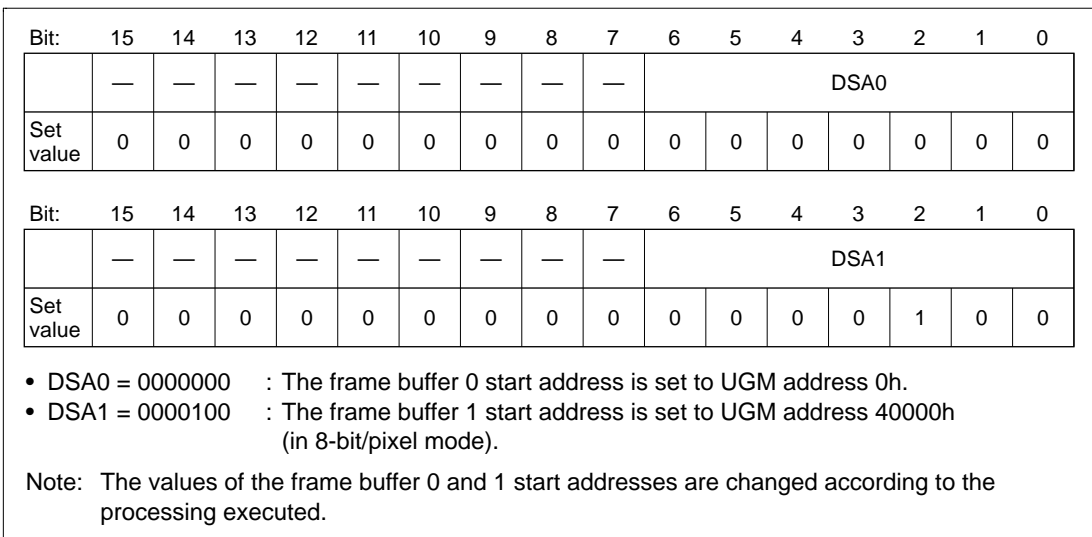 Bit: 15 14 13 12 11 10 9 8 7 6 5 4 3 2 1 0
— — — — — — — — — DSA0
Set value 0 0 0 0 0 0 0 0 0 0 0 0 0 0 0 0
Bit: 15 14 13 12 11 10 9 8 7 6 5 4 3 2 1 0
— — — — — — — — — DSA1
Set value 0 0 0 0 0 0 0 0 0 0 0 0 0 1 0 0
• DSA0 = 0000000 : The frame buffer 0 start address is set to UGM address 0h.
• DSA1 = 0000100 : The frame buffer 1 start address is set to UGM address 40000h
(in 8-bit/pixel mode).
Note: The values of the frame buffer 0 and 1 start addresses are changed according to the
processing executed.